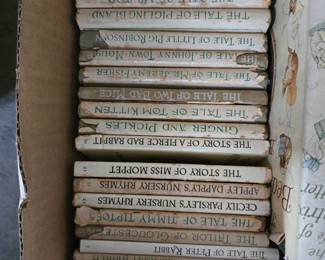 THE TALE OF PIGLING BLAND
THE TALE OF LITTLE PIG ROBINSON
THE TALE OF JOHNNY TOWN-MOUSE
THE TALE OF MR. JEREMY FISHER
THE TALE OF TWO BAD MICE
THE TALE OF TOM KITTEN
GINGER AND PICKLES
THE STORY OF A FIERCE BAD RABBIT
THE STORY OF MISS MOPPET
APPLEY DAPPLY'S NURSERY RHYMES
CECILY PARSLEY'S NURSERY RHYMES
THE TALE OF TIMMY TIPTOES
THE TAILOR OF GLOUCESTER
THE TALE OF PETER RABBIT
of the